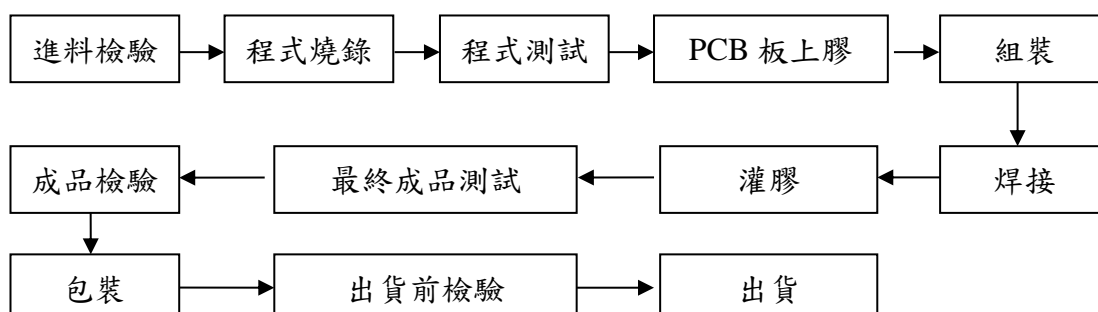 進料檢驗
程式燒錄
程式測試
PCB 板上膠
組裝
焊接
灌膠
最終成品測試
成品檢驗
包裝
出貨前檢驗
出貨